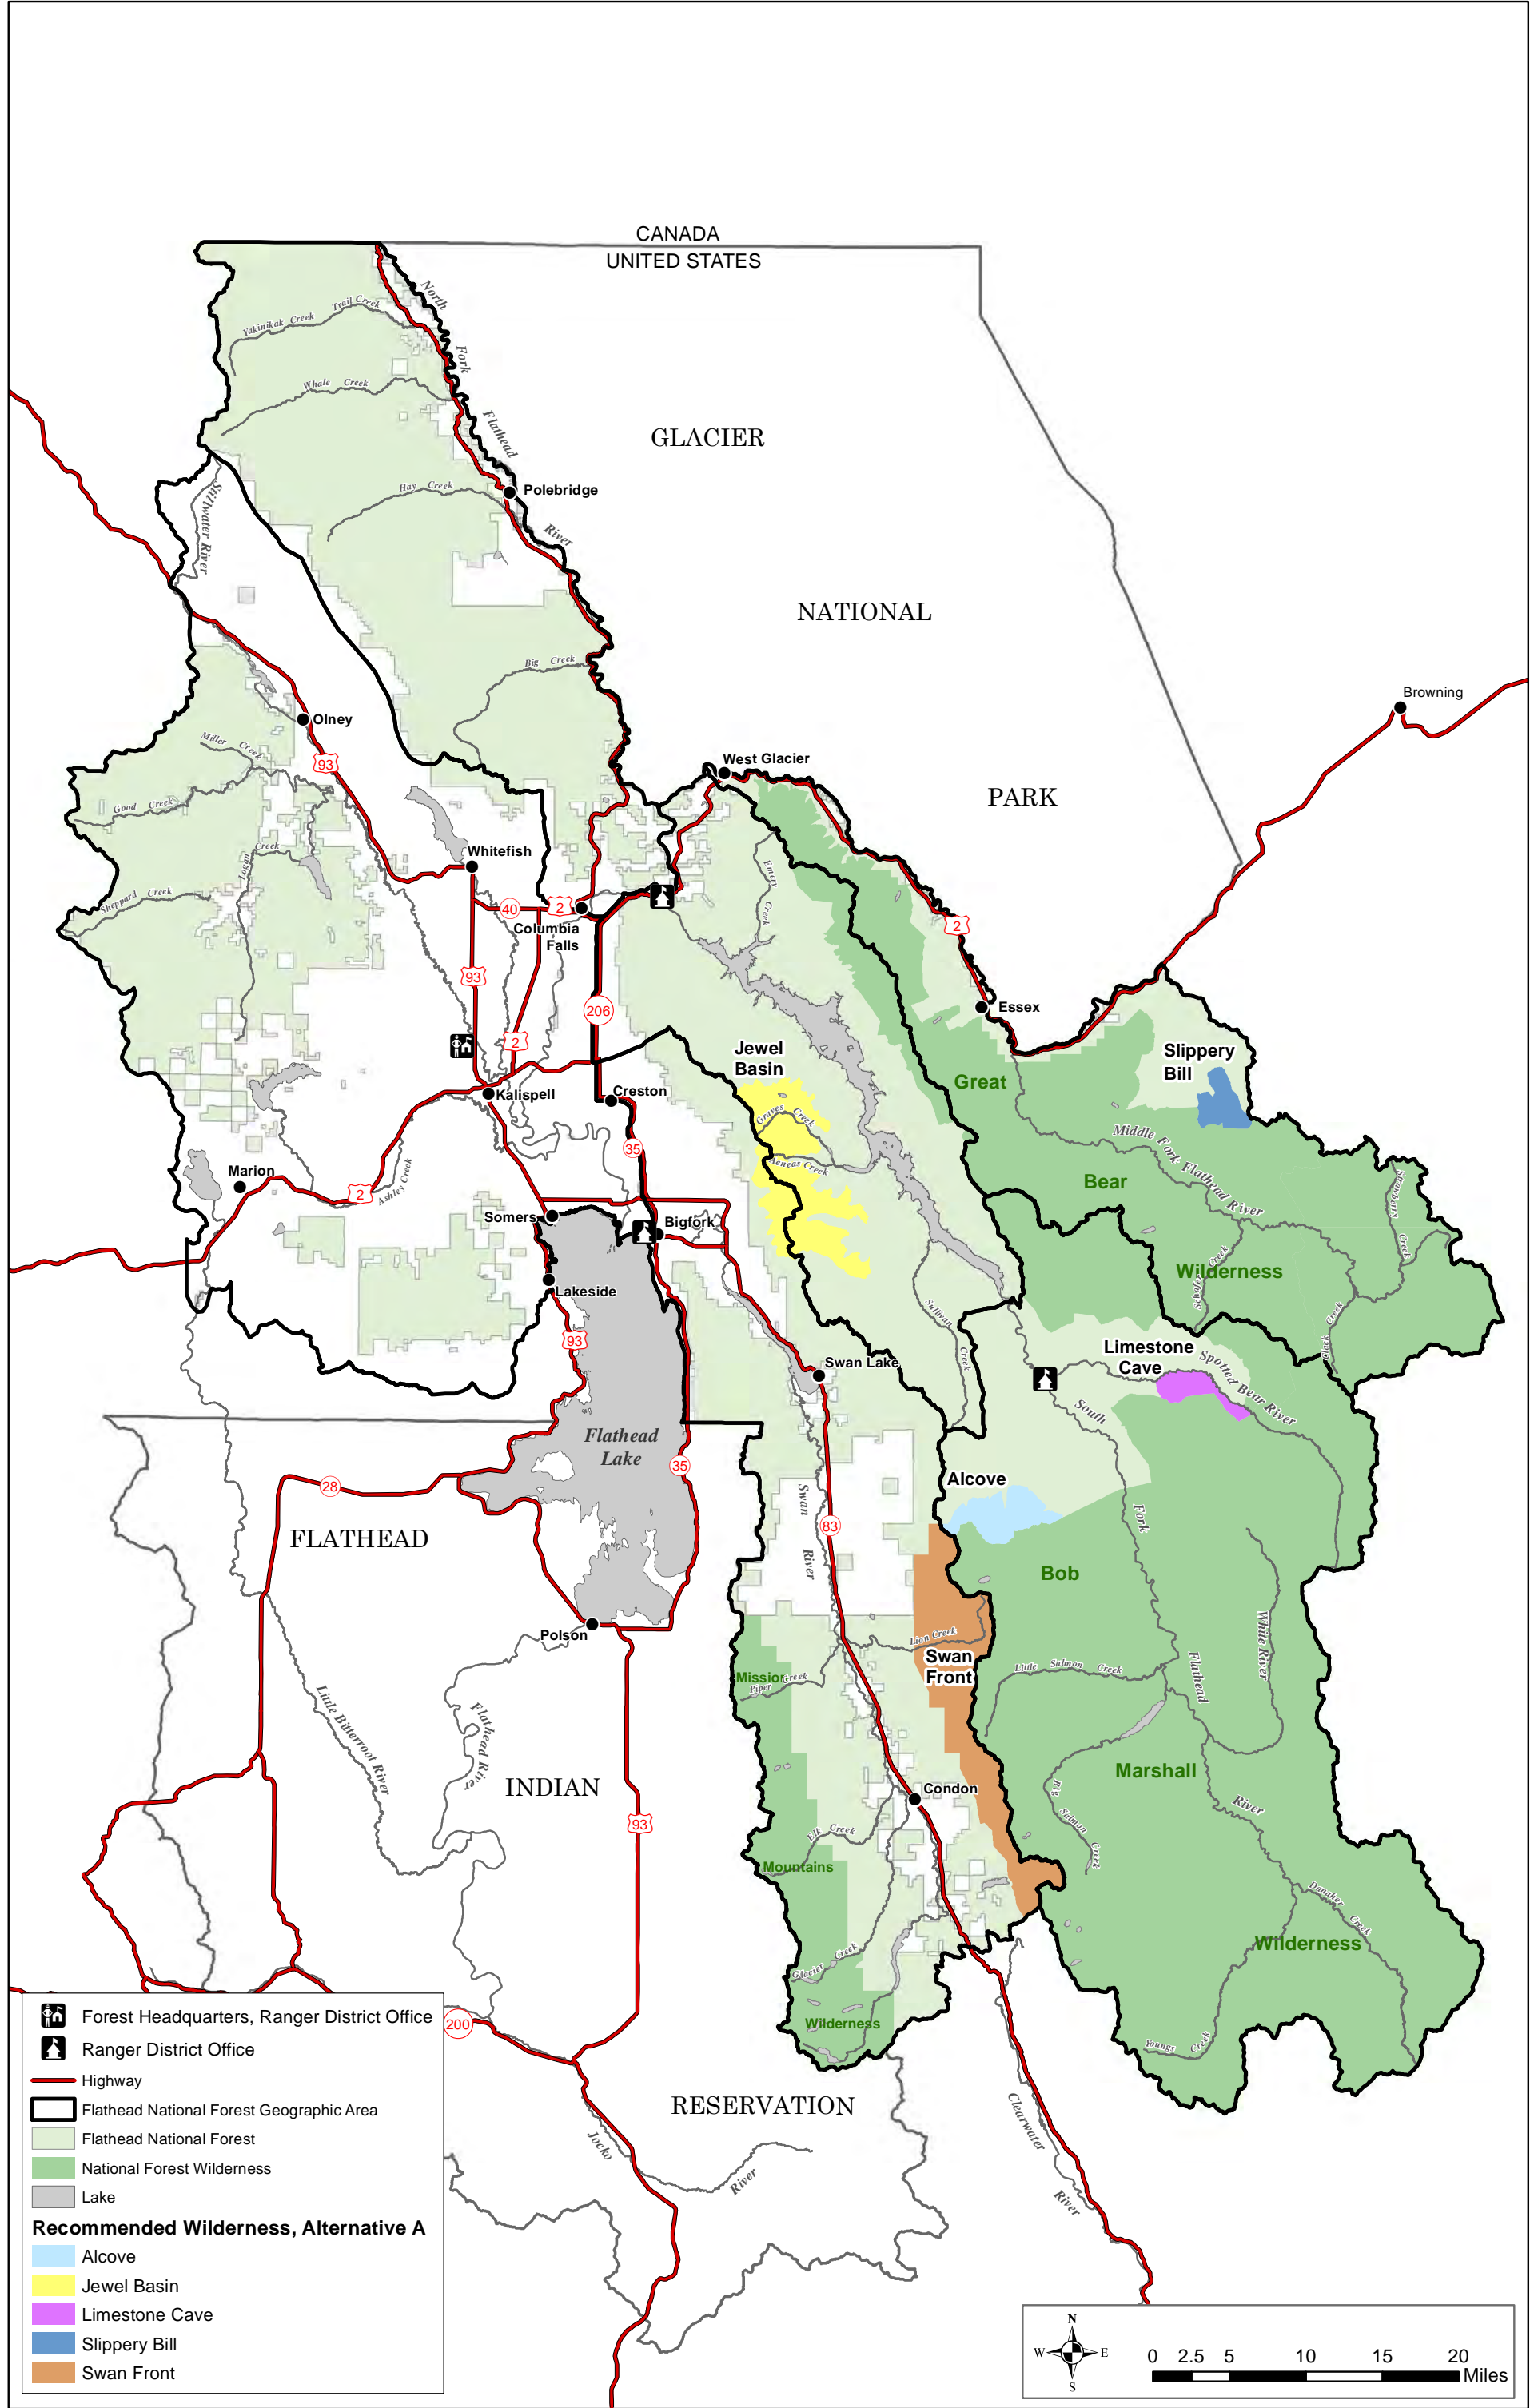 CANADA
UNITED STATES
North
Fork
Flathead
River
Yakinikak Creek
Trail Creek
Whale Creek
GLACIER
Hay Creek
Polebridge
Stillwater River
NATIONAL
Big Creek
Browning
Olney
Miller Creek
93
West Glacier
PARK
Good Creek
Whitefish
Logan Creek
Emery Creek
Sheppard Creek
40
2
2
Columbia
Falls
93
206
Essex
2
Jewel
Basin
Slippery
Bill
Great
Kalispell
Creston
Graves Creek
Middle Fork Flathead River
35
Aeneas Creek
Marion
2
Ashley Creek
Bear
Strawberry Creek
Somers
Bigfork
Schafer Creek
Wilderness
Lakeside
Sullivan Creek
Clack Creek
93
Limestone
Cave
Swan Lake
Spotted Bear River
South
Flathead
Lake
35
28
Alcove
Swan
River
83
Fork
FLATHEAD
Bob
Polson
Lion Creek
White River
Swan
Front
Little Salmon Creek
Flathead
Mission
Piper Creek
Little Bitterroot River
Flathead River
INDIAN
Marshall
Condon
Big Salmon Creek
River
93
Elk Creek
Mountains
Danaher Creek
Wilderness
Glacier Creek
Wilderness
Youngs Creek
200
RESERVATION
Clearwater
River
Jocko
River
Forest Headquarters, Ranger District Office
Ranger District Office
Highway
Flathead National Forest Geographic Area
Flathead National Forest
National Forest Wilderness
Lake
Recommended Wilderness, Alternative A
Alcove
Jewel Basin
Limestone Cave
Slippery Bill
Swan Front
N
W E
S
0 2.5 5 10 15 20
Miles